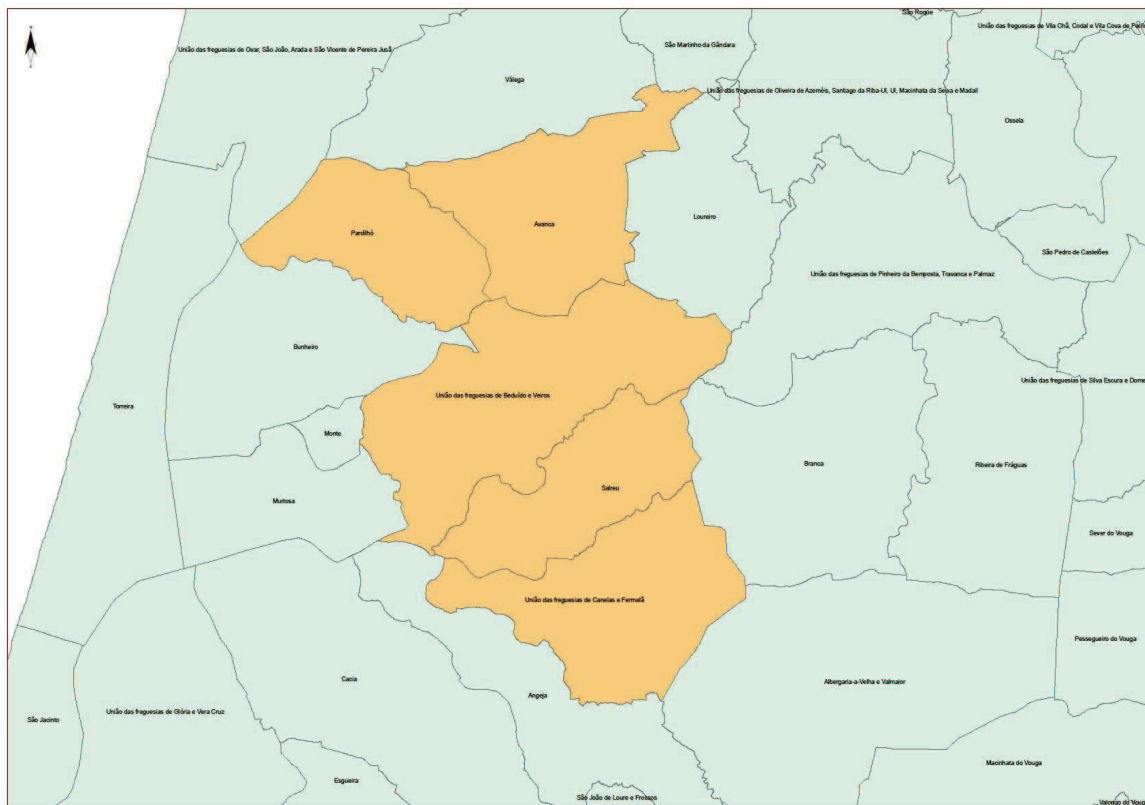 São Roque
União das freguesias de Vila Chã, Codal e Vila Cova de
União das freguesias de Ovar, São João, Arada e São Vicente de Pereira Jusã
São Martinho da Gândara
Válega
União das freguesias de Oliveira de Azeméis, Santiago da Riba-Ul, Ul, Macinhata da Seixa e Madail
Ossela
Loureiro
Avanca
Pardilhó
São Pedro de Castelões
União das freguesias de Pinheiro da Bemposta, Travanca e Palmaz
Bunheiro
União das freguesias de Silva Escura e Dorne
União das freguesias de Beduído e Veiros
Torreira
Monte
Branca
Ribeira de Fráguas
Salreu
Murtosa
Sever do Vouga
União das freguesias de Canelas e Fermelã
Pessegueiro do Vouga
Cacia
Albergaria-a-Velha e Valmaior
Angeja
União das freguesias de Glória e Vera Cruz
São Jacinto
Macinhata do Vouga
Esgueira
São João de Loure e Frossos
Valongo do Vouga